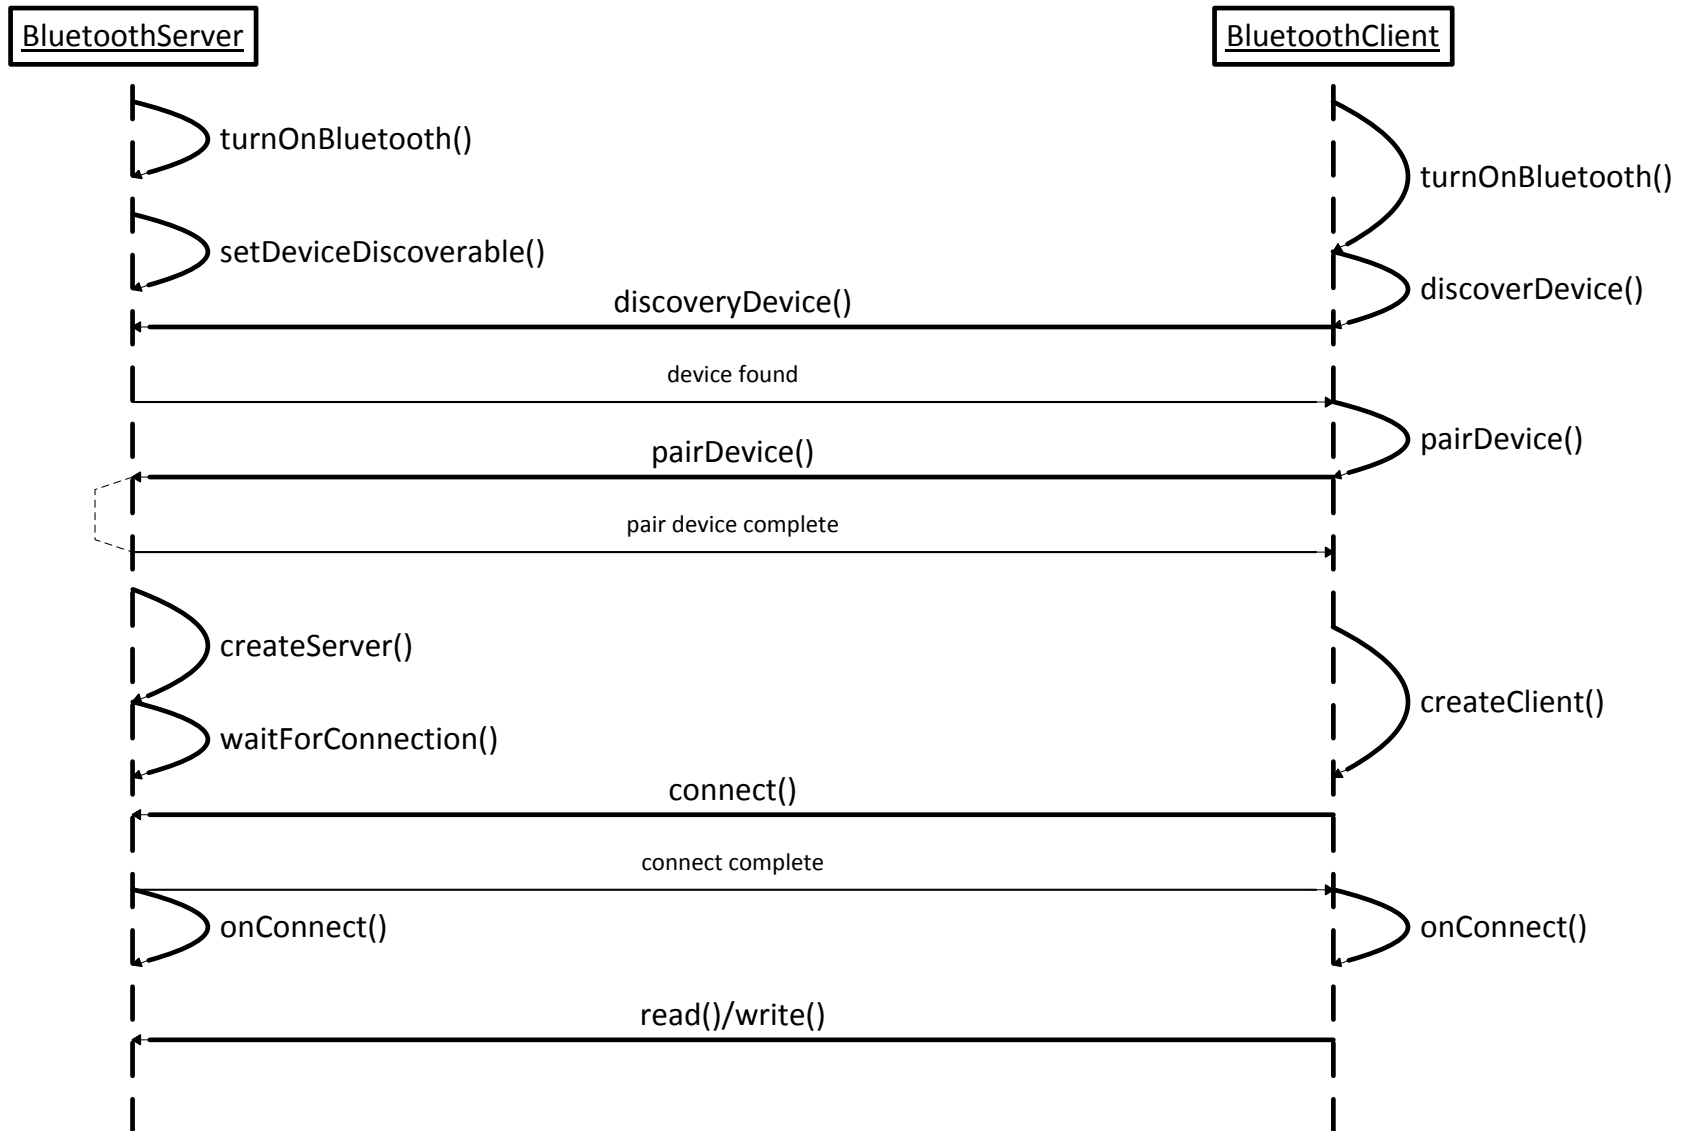 BluetoothServer
BluetoothClient
turnOnBluetooth()
turnOnBluetooth()
setDeviceDiscoverable()
discoverDevice()
discoveryDevice()
device found
pairDevice()
pairDevice()
pair device complete
createServer()
createClient()
waitForConnection()
connect()
connect complete
onConnect()
onConnect()
read()/write()